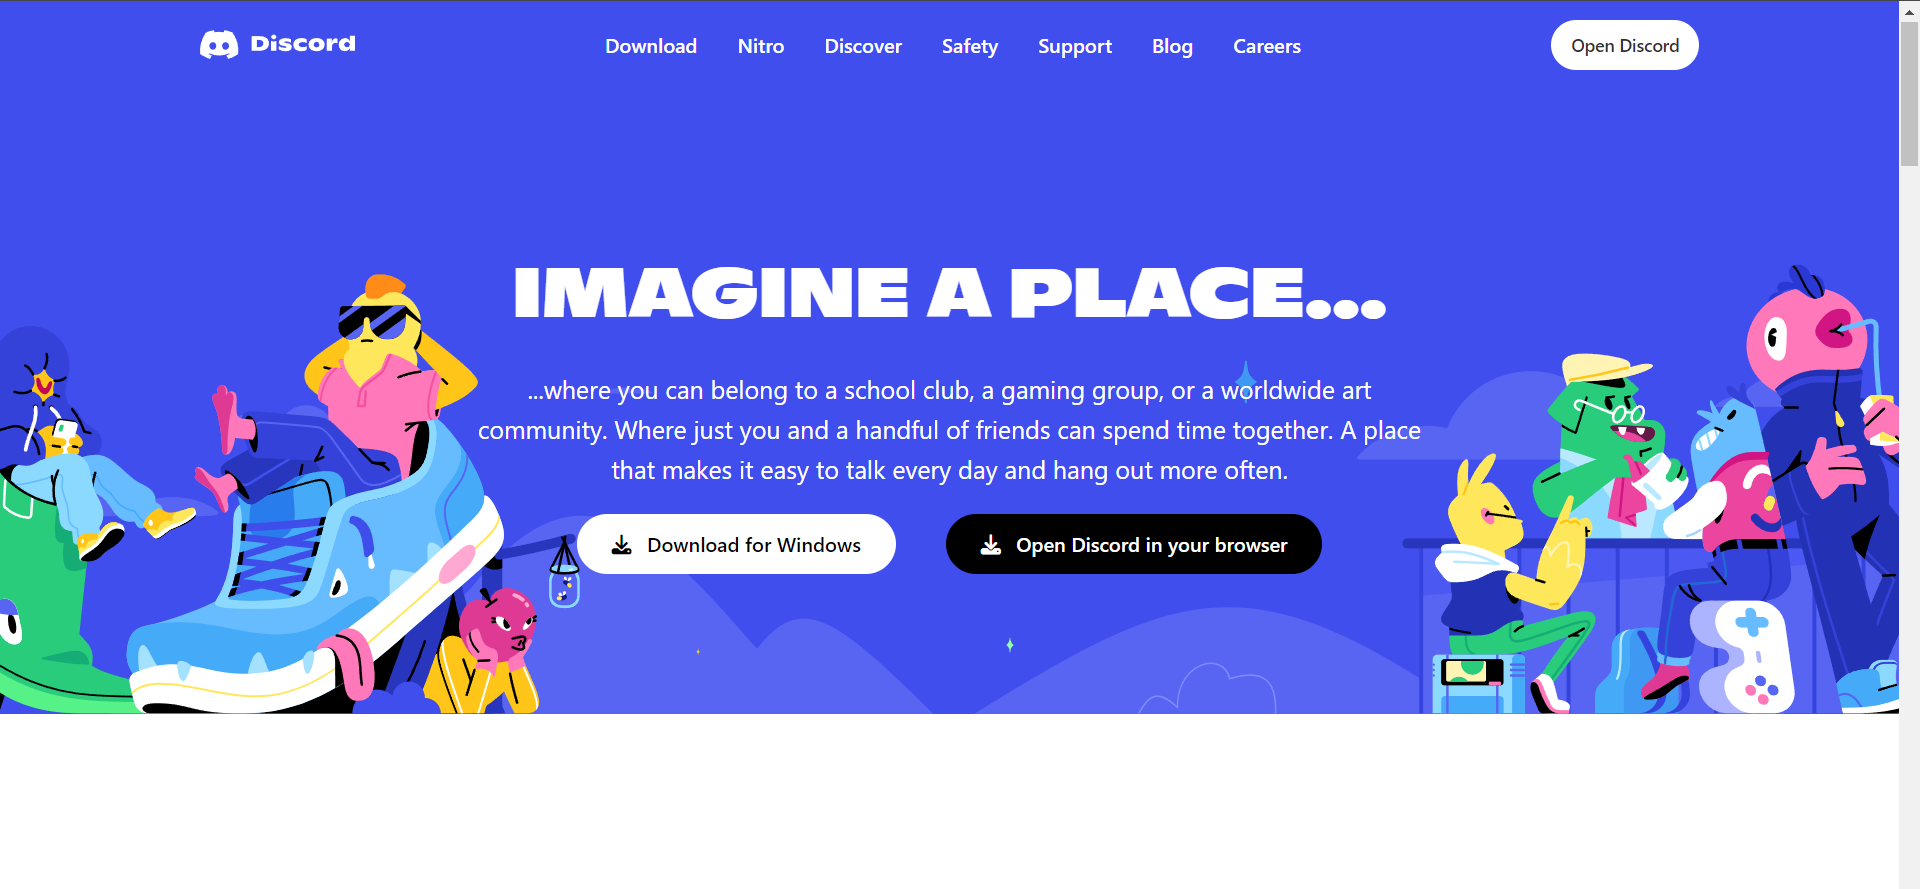 Discord
Download Nitro Discover Safety Support Blog Careers
Open Discord
IMAGINE A PLACE...
...where you can belong to a school club, a gaming group, or a worldwide art
community. Where just you and a handful of friends can spend time together. A place
that makes it easy to talk every day and hang out more often.
Download for Windows
Open Discord in your browser